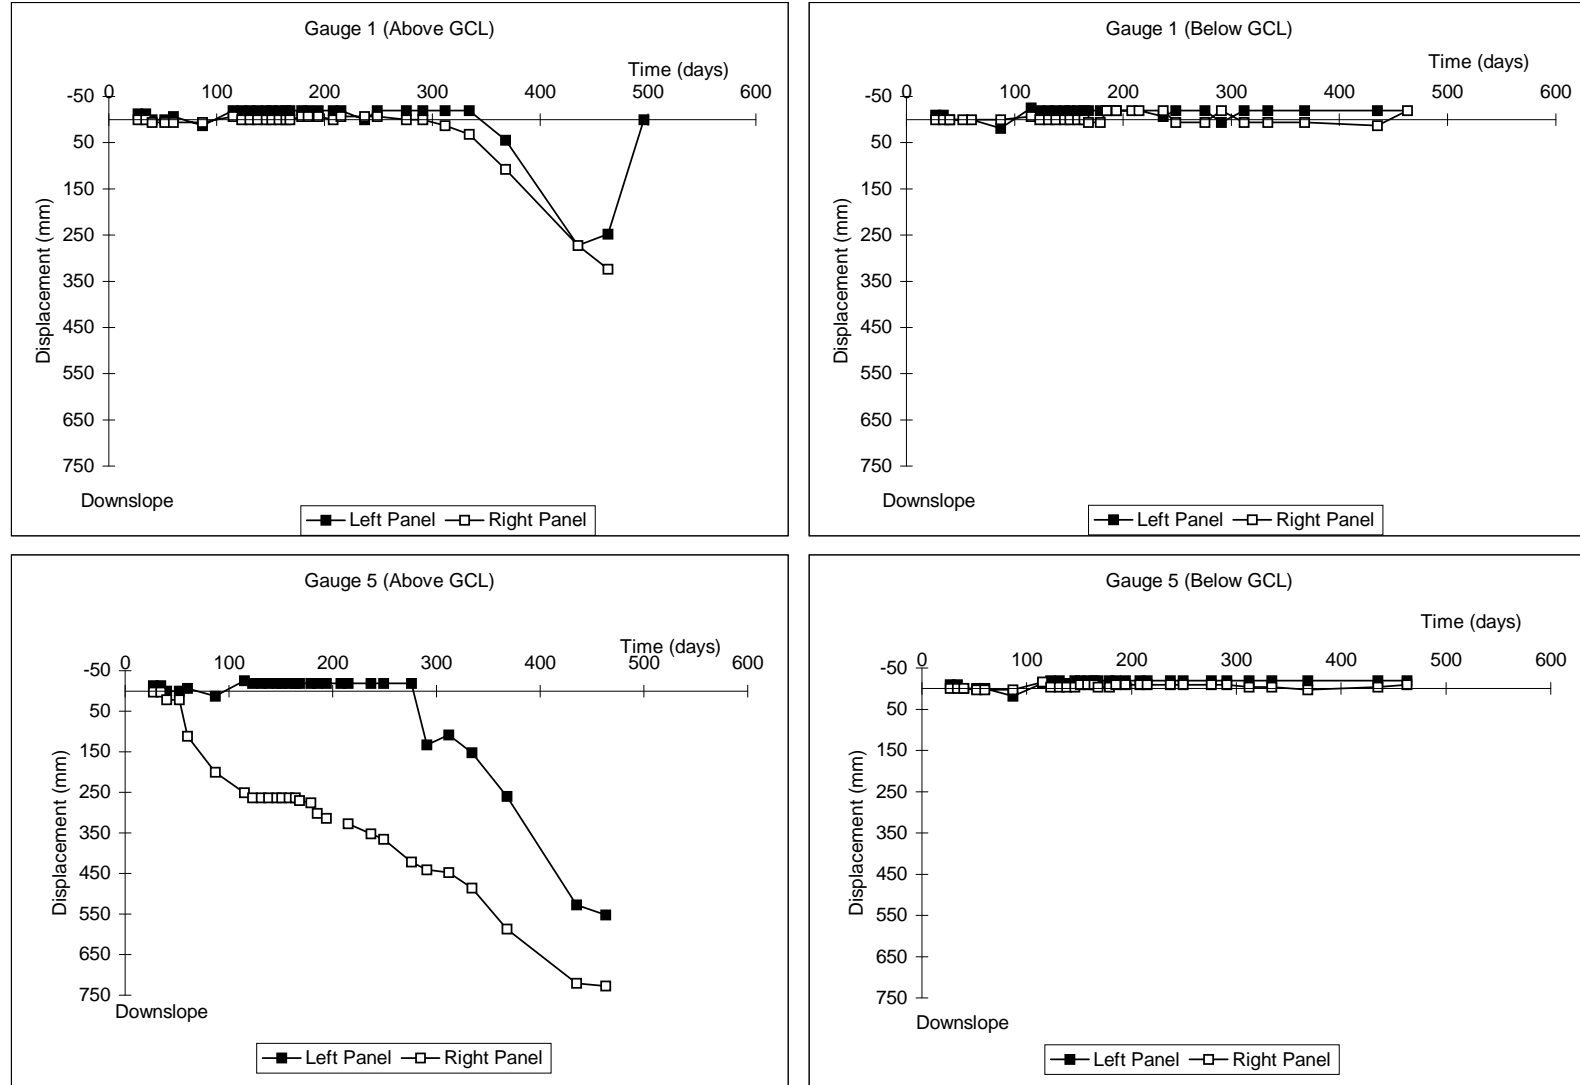 Gauge 1 (Above GCL)
Time (days)
0 100 200 300 400 500 600
-50
50
150
250
350
450
550
650
750
Displacement (mm)
Downslope
Left Panel Right Panel
Gauge 1 (Below GCL)
Time (days)
0 100 200 300 400 500 600
-50
50
150
250
350
450
550
650
750
Displacement (mm)
Downslope
Left Panel Right Panel
Gauge 5 (Above GCL)
Time (days)
0 100 200 300 400 500 600
-50
50
150
250
350
450
550
650
750
Displacement (mm)
Downslope
Left Panel Right Panel
Gauge 5 (Below GCL)
Time (days)
0 100 200 300 400 500 600
-50
50
150
250
350
450
550
650
750
Displacement (mm)
Downslope
Left Panel Right Panel